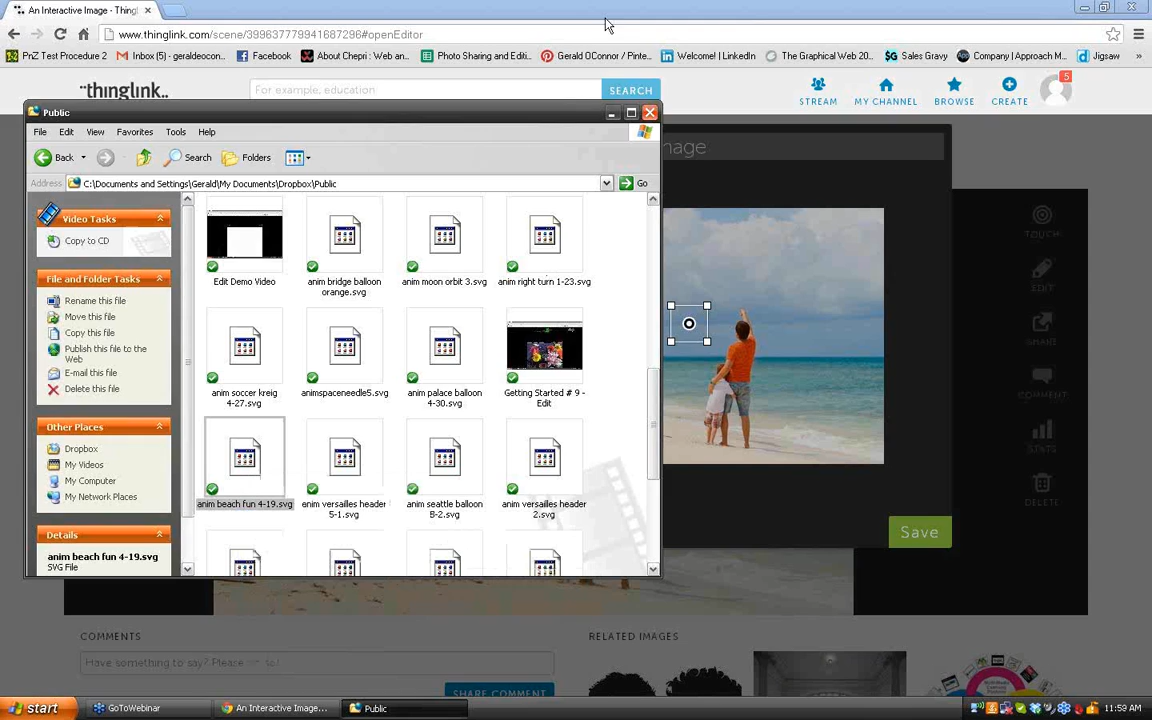 An Interactive Image - Thing
www.thinglink.com/scene/399637779941687296#openEditor
PnZ Test Procedure 2
Inbox (6) - geraldeocon...
Facebook
About Chepri : Web an...
Photo Sharing and Editi...
Gerald OConnor / Pinte...
Welcome! | LinkedIn
The Graphical Web 20...
Sales Gravy
Company | Approach M...
Jigsaw
»
thinglink..
For example, education
SEARCH
STREAM
MY CHANNEL
BROWSE
CREATE
5
Public
File Edit View Favorites Tools Help
Back
Search
Folders
Address
C:\Documents and Settings\Gerald\My Documents\Dropbox\Public
Go
Video Tasks
Copy to CD
File and Folder Tasks
Rename this file
Move this file
Copy this file
Publish this file to the
Web
E-mail this file
Delete this file
Other Places
Dropbox
My Videos
My Computer
My Network Places
Details
anim beach fun 4-19.svg
SVG File
Edit Demo Video
anim bridge balloon
orange.svg
anim moon orbit 3.svg
anim right turn 1-23.svg
anim soccer kreig
4-27.svg
animspaceneedle5.svg
anim palace balloon
4-30.svg
Getting Started # 9 -
Edit
anim beach fun 4-19.svg
anim versailles header
5-1.svg
anim seattle balloon
8-2.svg
anim versailles header
2.svg
mage
TOUCH
EDIT
SHARE
COMMENT
STATS
DELETE
Save
COMMENTS
Have something to say? Please
SHARE COMMENT
RELATED IMAGES
start
GoToWebinar
An Interactive Image...
Public
11:59 AM